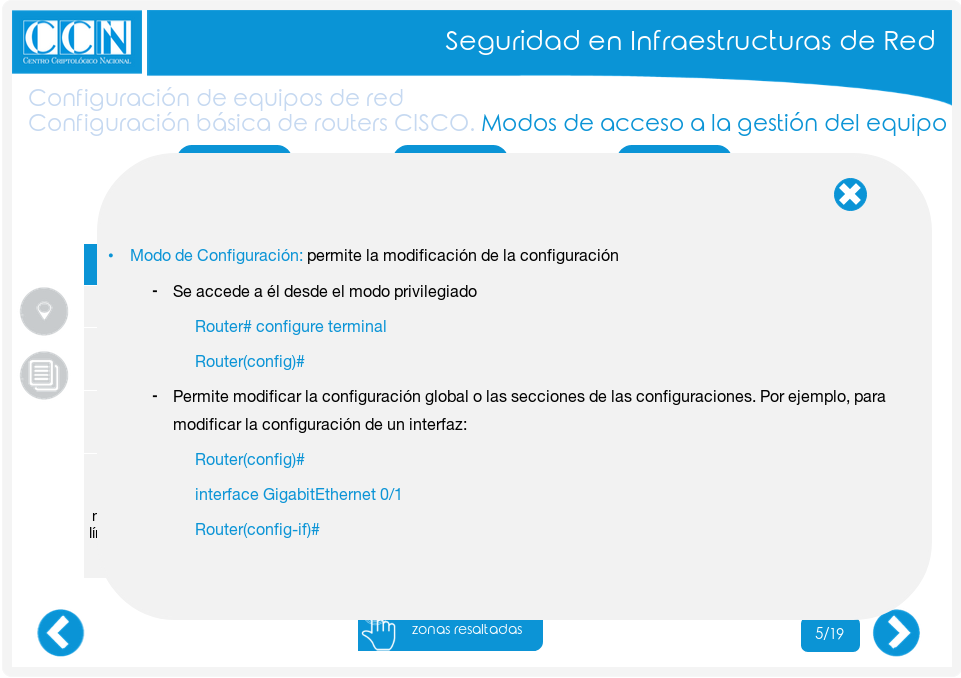 CCN
CENTRO CRIPTOLÓGICO NACIONAL
Seguridad en Infraestructuras de Red
Configuración de equipos de red
Configuración básica de routers CISCO. Modos de acceso a la gestión del equipo
• Modo de Configuración: permite la modificación de la configuración
- Se accede a él desde el modo privilegiado
Router# configure terminal
Router(config)#
- Permite modificar la configuración global o las secciones de las configuraciones. Por ejemplo, para
modificar la configuración de un interfaz:
Router(config)#
interface GigabitEthernet 0/1
Router(config-if)#
zonas resaltadas
5/19